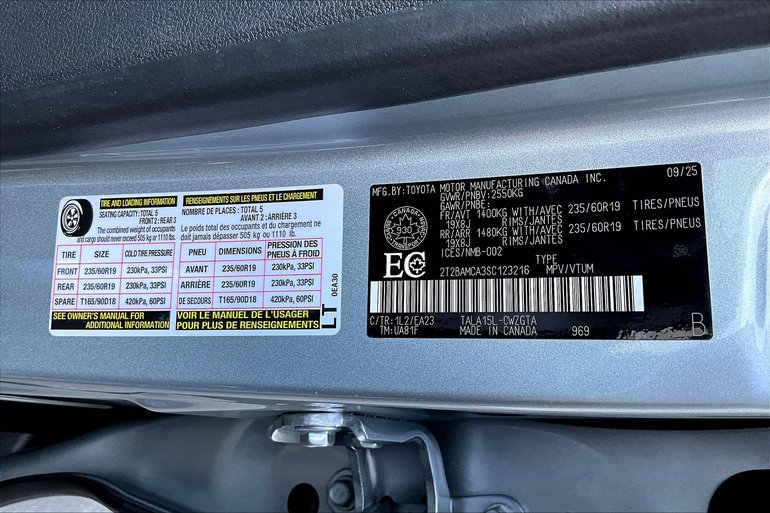 TIRE AND LOADING INFORMATION
SEATING CAPACITY: TOTAL 5
FRONT 2: REAR 3
The combined weight of occupants
and cargo should never exceed 505 kg or 1110 lb.
TIRE SIZE COLD TIRE PRESSURE
FRONT 235/60R19 230kPa, 33PSI
REAR 235/60R19 230kPa, 33PSI
SPARE T165/90D18 420kPa, 60PSI
SEE OWNER'S MANUAL FOR
ADDITIONAL INFORMATION
RENSEIGNEMENTS SUR LES PNEUS ET LE CHARGEMENT
NOMBRE DE PLACES: TOTAL 5
AVANT 2 : ARRIÈRE 3
Le poids total des occupants et du chargement ne
doit jamais dépasser 505 kg ou 1110 lb.
PNEU DIMENSIONS PRESSION DES PNEUS À FROID
AVANT 235/60R19 230kPa, 33PSI
ARRIÈRE 235/60R19 230kPa, 33PSI
DE SECOURS T165/90D18 420kPa, 60PSI
VOIR LE MANUEL DE L'USAGER
POUR PLUS DE RENSEIGNEMENTS
LT 0EA30
MFG.BY:TOYOTA MOTOR MANUFACTURING CANADA INC. 09/25
GVWR/PNBV:2550KG
GAWR/PNBE:
FR/AVT 1400KG WITH/AVEC 235/60R19 TIRES/PNEUS
19X8J RIMS/JANTES
RR/ARR 1480KG WITH/AVEC 235/60R19 TIRES/PNEUS
19X8J RIMS/JANTES
ICES/NMB-002
CANADA
930
EC
TYPE
2T2BAMCA3SC123216 MPV/VTUM
C/TR:1L2/EA23 TALA15L-CWZGTA
TM:UA81F MADE IN CANADA 969 B